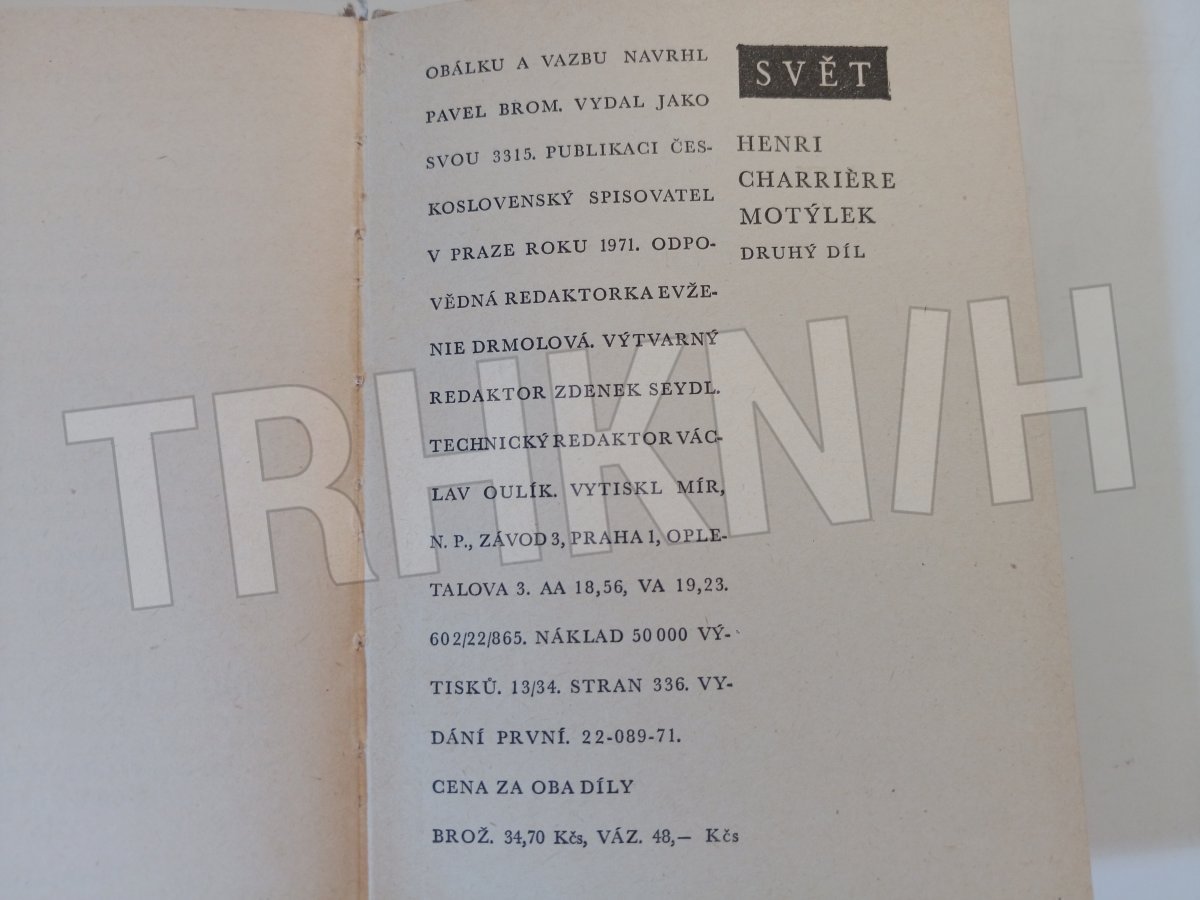 OBÁLKU A VAZBU NAVRHL
PAVEL BROM. VYDAL JAKO
SVOU 3315. PUBLIKACI ČES-
KOSLOVENSKÝ SPISOVATEL
V PRAZE ROKU 1971. ODPO-
VĚDNÁ REDAKTORKA EVŽE-
NIE DRMOLOVÁ. VÝTVARNÝ
REDAKTOR ZDENEK SEYDL.
TECHNICKÝ REDAKTOR VÁC-
LAV OULÍK. VYTISKL MÍR,
N. P., ZÁVOD 3, PRAHA 1, OPLE-
TALOVA 3. AA 18,56, VA 19,23.
602/22/865. NÁKLAD 50 000 VÝ-
TISKŮ. 13/34. STRAN 336. VY-
DÁNÍ PRVNÍ. 22-089-71.
CENA ZA OBA DÍLY
BROŽ. 34,70 Kčs, VÁZ. 48,— Kčs
SVĚT
HENRI
CHARRIÈRE
MOTÝLEK
DRUHÝ DÍL
TRHKNIH